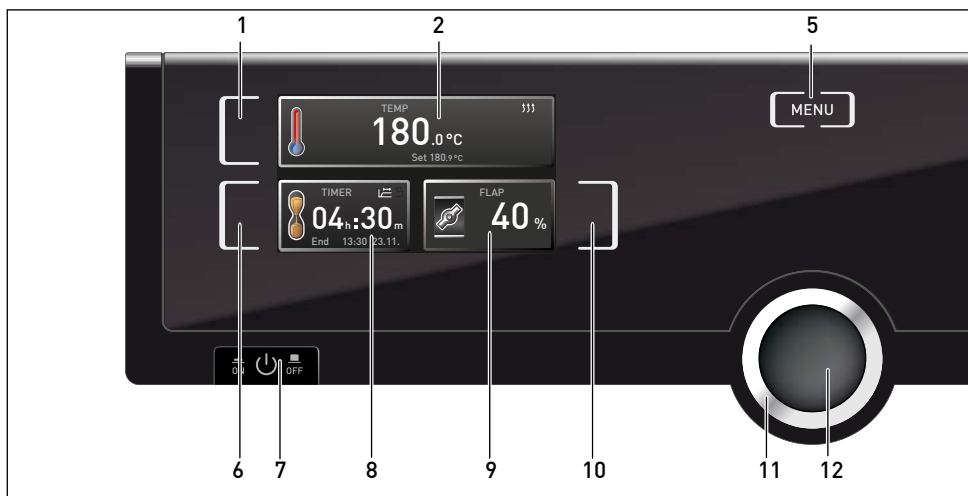 1 2 5
TEMP
180.0°C
Set 180.9°C
MENU
TIMER
04h:30m
End 13:30 23.11.
FLAP
40 %
ON OFF
6 7 8 9 10 11 12